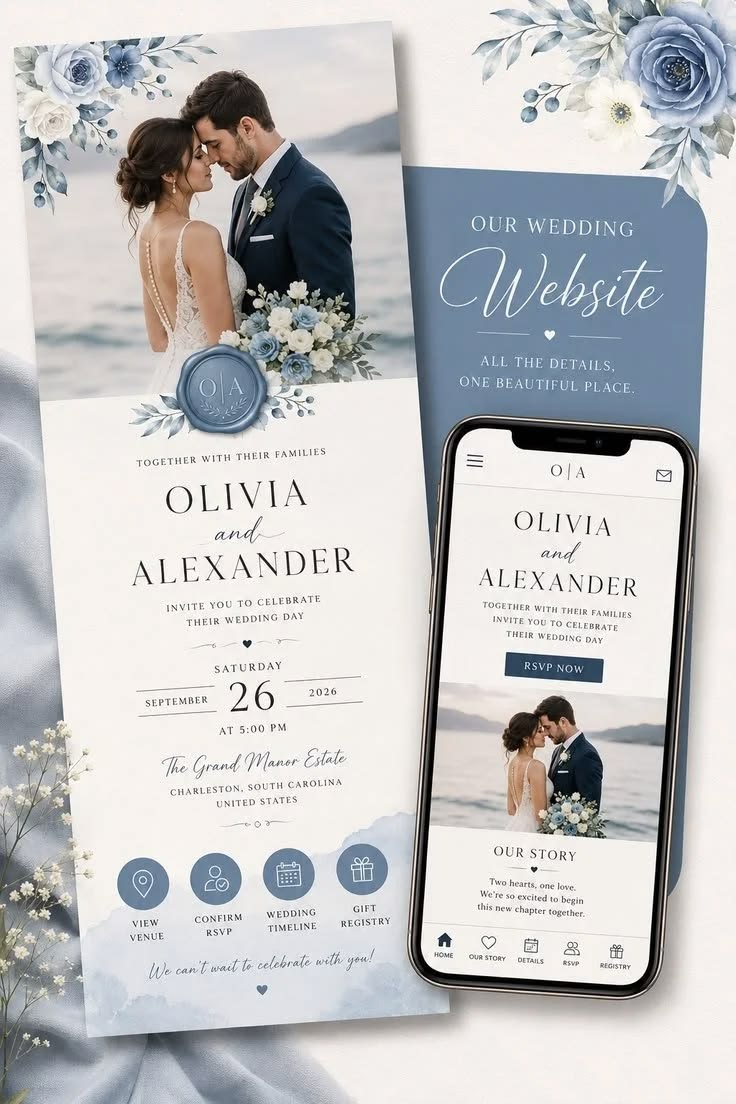 O|A
TOGETHER WITH THEIR FAMILIES
OLIVIA
and
ALEXANDER
INVITE YOU TO CELEBRATE
THEIR WEDDING DAY
SATURDAY
SEPTEMBER 26 2026
AT 5:00 PM
The Grand Manor Estate
CHARLESTON, SOUTH CAROLINA
UNITED STATES
VIEW
VENUE
CONFIRM
RSVP
WEDDING
TIMELINE
GIFT
REGISTRY
We can't wait to celebrate with you!
OUR WEDDING
Website
ALL THE DETAILS,
ONE BEAUTIFUL PLACE.
O|A
OLIVIA
and
ALEXANDER
TOGETHER WITH THEIR FAMILIES
INVITE YOU TO CELEBRATE
THEIR WEDDING DAY
RSVP NOW
OUR STORY
Two hearts, one love.
We're so excited to begin
this new chapter together.
HOME
OUR STORY
DETAILS
RSVP
REGISTRY